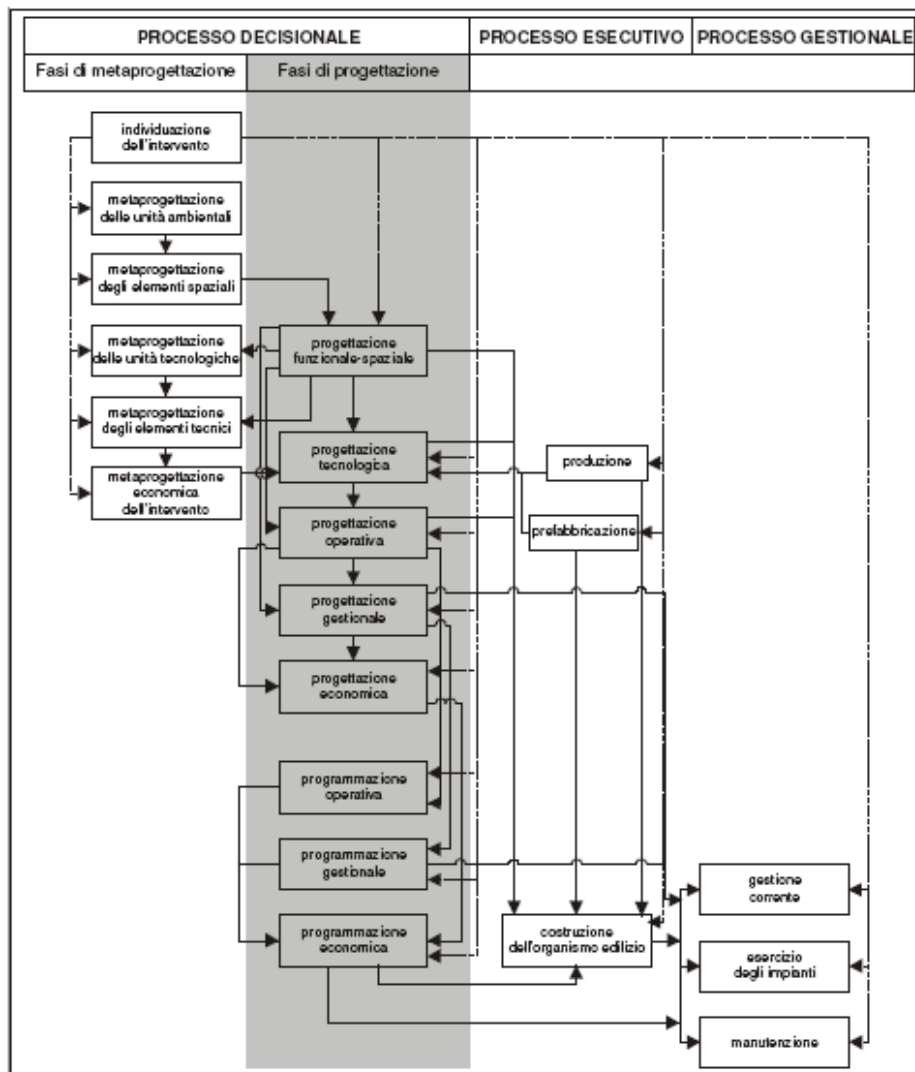 PROCESSO DECISIONALE
PROCESSO ESECUTIVO
PROCESSO GESTIONALE
Fasi di metaprogettazione
Fasi di progettazione
individuazione
dell'intervento
metaprogettazione
delle unità ambientali
metaprogettazione
degli elementi spaziali
metaprogettazione
delle unità tecnologiche
metaprogettazione
degli elementi tecnici
metaprogettazione
economica
dell'intervento
progettazione
funzionale-spaziale
progettazione
tecnologica
progettazione
operativa
progettazione
gestionale
progettazione
economica
programmazione
operativa
programmazione
gestionale
programmazione
economica
produzione
prefabbricazione
costruzione
dell'organismo edilizio
gestione
corrente
esercizio
degli impianti
manutenzione